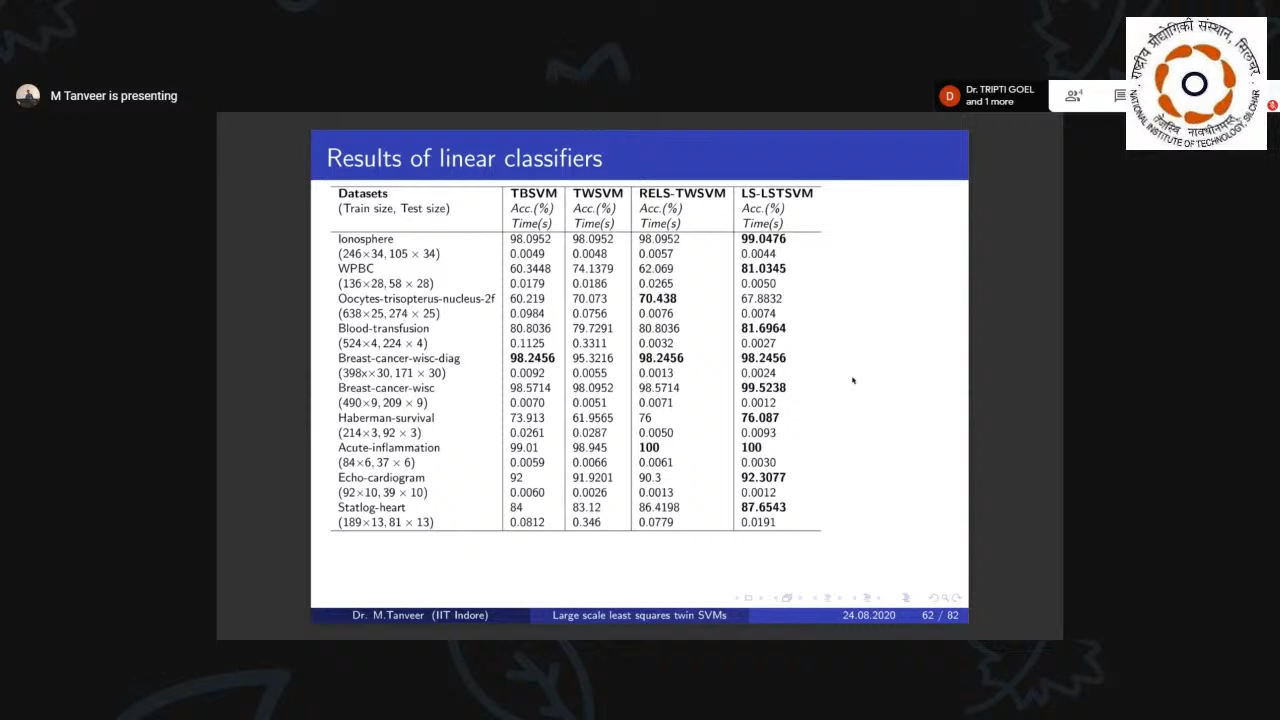 राष्ट्रीय प्रौद्योगिकी संस्थान, सिलचर
NATIONAL INSTITUTE OF TECHNOLOGY, SILCHAR
M Tanveer is presenting
D Dr. TRIPTI GOEL
and 1 more
4
Results of linear classifiers
Datasets TBSVM TWSVM RELS-TWSVM LS-LSTSVM
(Train size, Test size) Acc.(%) Acc.(%) Acc.(%) Acc.(%)
Time(s) Time(s) Time(s) Time(s)
Ionosphere 98.0952 98.0952 98.0952 99.0476
(246×34, 105 × 34) 0.0049 0.0048 0.0057 0.0044
WPBC 60.3448 74.1379 62.069 81.0345
(136×28, 58 × 28) 0.0179 0.0186 0.0265 0.0050
Oocytes-trisopterus-nucleus-2f 60.219 70.073 70.438 67.8832
(638×25, 274 × 25) 0.0984 0.0756 0.0076 0.0074
Blood-transfusion 80.8036 79.7291 80.8036 81.6964
(524×4, 224 × 4) 0.1125 0.3311 0.0032 0.0027
Breast-cancer-wisc-diag 98.2456 95.3216 98.2456 98.2456
(398x×30, 171 × 30) 0.0092 0.0055 0.0013 0.0024
Breast-cancer-wisc 98.5714 98.0952 98.5714 99.5238
(490×9, 209 × 9) 0.0070 0.0051 0.0071 0.0012
Haberman-survival 73.913 61.9565 76 76.087
(214×3, 92 × 3) 0.0261 0.0287 0.0050 0.0093
Acute-inflammation 99.01 98.945 100 100
(84×6, 37 × 6) 0.0059 0.0066 0.0061 0.0030
Echo-cardiogram 92 91.9201 90.3 92.3077
(92×10, 39 × 10) 0.0060 0.0026 0.0013 0.0012
Statlog-heart 84 83.12 86.4198 87.6543
(189×13, 81 × 13) 0.0812 0.346 0.0779 0.0191
Dr. M.Tanveer (IIT Indore) Large scale least squares twin SVMs 24.08.2020 62 / 82